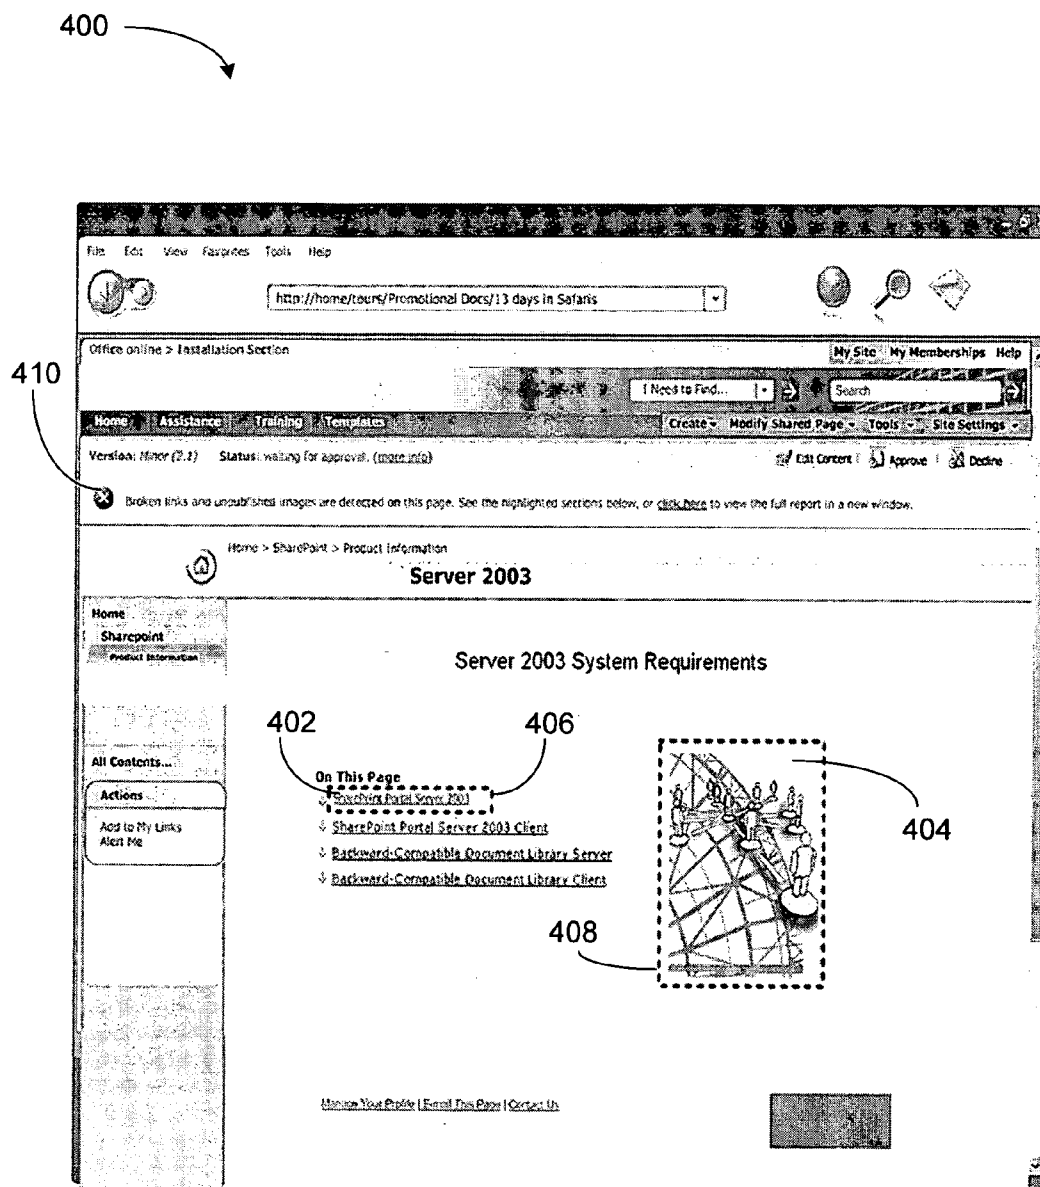 400
File Edit View Favorites Tools Help
http://home/tours/Promotional Docs/13 days in Safaris
Office online > Installation Section
My Site My Memberships Help
410
I Need to Find... Search
Home Assistance Training Templates
Create Modify Shared Page Tools Site Settings
Version: Minor (2.1) Status: waiting for approval. (more info)
Edit Content Approve Decline
Broken links and unpublished images are detected on this page. See the highlighted sections below, or click here to view the full report in a new window.
Home > SharePoint > Product Information
Server 2003
Home
Sharepoint
Product Information
Server 2003 System Requirements
402
406
All Contents...
On This Page
Actions
SharePoint Portal Server 2003
404
Add to My Links
Alert Me
SharePoint Portal Server 2003 Client
Backward-Compatible Document Library Server
Backward-Compatible Document Library Client
408
Manage Your Profile | E-mail This Page | Contact Us